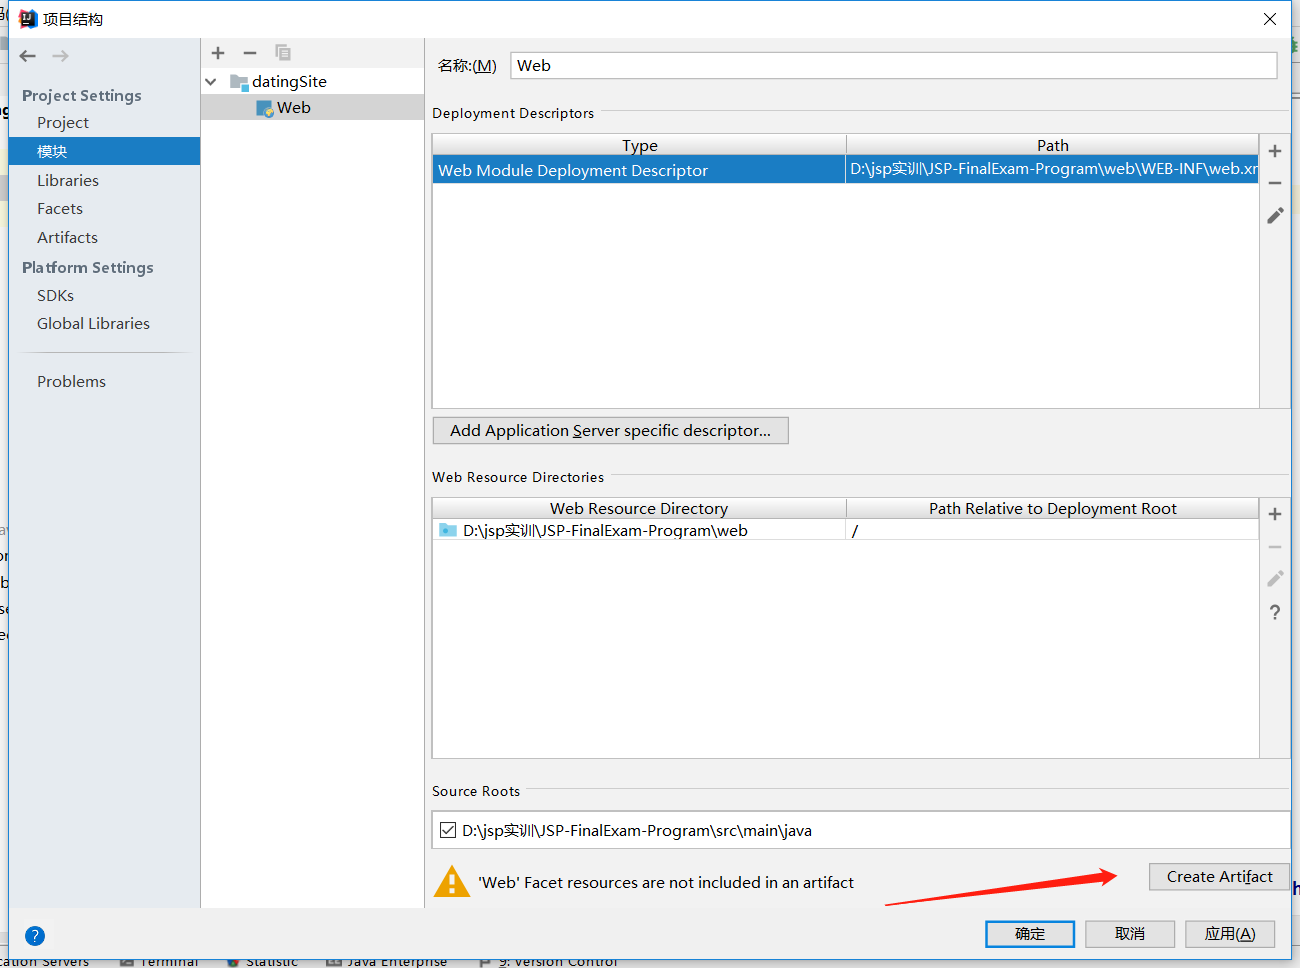 项目结构
Project Settings
Project
模块
Libraries
Facets
Artifacts
Platform Settings
SDKs
Global Libraries
Problems
datingSite
Web
名称:(M)
Web
Deployment Descriptors
Type
Path
Web Module Deployment Descriptor
D:\jsp实训\JSP-FinalExam-Program\web\WEB-INF\web.xr
Add Application Server specific descriptor...
Web Resource Directories
Web Resource Directory
Path Relative to Deployment Root
D:\jsp实训\JSP-FinalExam-Program\web
/
Source Roots
D:\jsp实训\JSP-FinalExam-Program\src\main\java
'Web' Facet resources are not included in an artifact
Create Artifact
确定
取消
应用(A)
cation Servers
Terminal
Statistic
Java Enterprise
9: Version Control